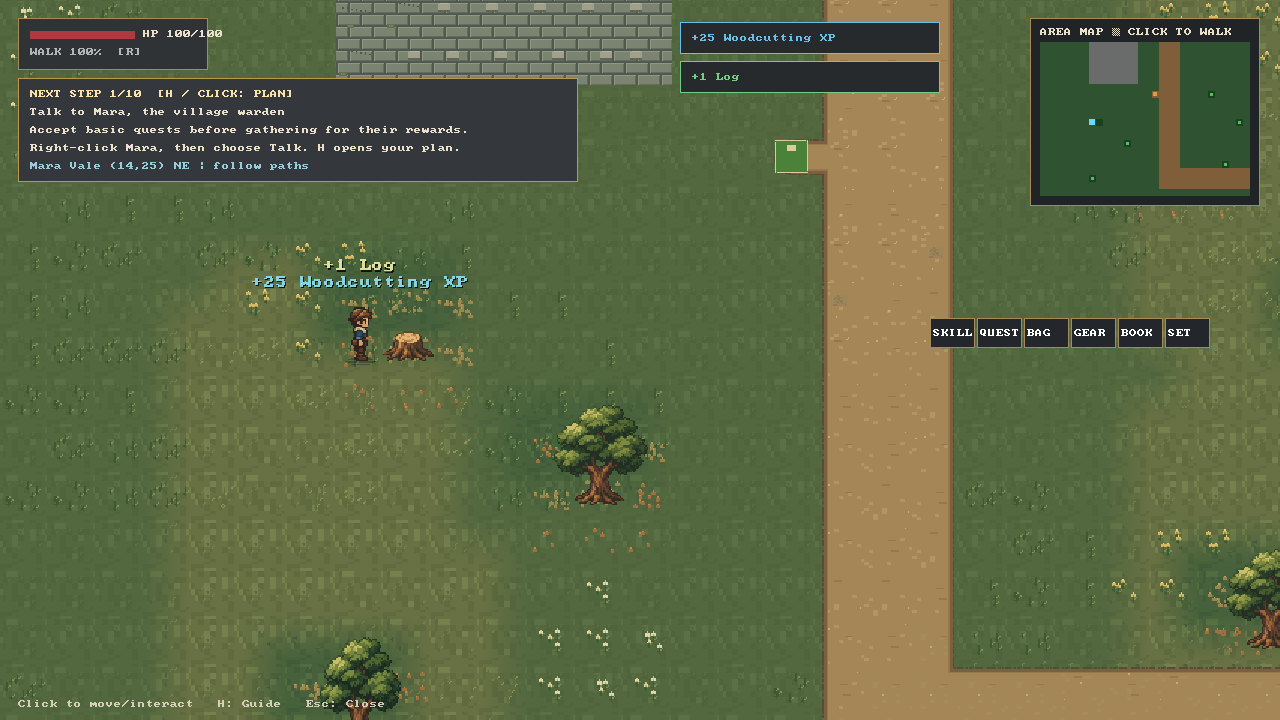 HP 100/100
WALK 100% [R]
NEXT STEP 1/10 [H / CLICK: PLAN]
Talk to Mara, the village warden
Accept basic quests before gathering for their rewards.
Right-click Mara, then choose Talk. H opens your plan.
Mara Vale (14,25) NE ¦ follow paths
+25 Woodcutting XP
+1 Log
AREA MAP ▒ CLICK TO WALK
+1 Log
+25 Woodcutting XP
SKILL QUEST BAG GEAR BOOK SET
Click to move/interact H: Guide Esc: Close